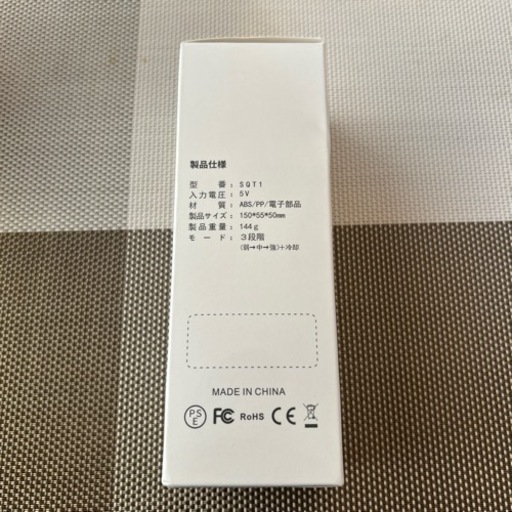 製品仕様
型　　番：SQT1
入力電圧：5V
材　　質：ABS/PP/電子部品
製品サイズ：150*55*50mm
製品重量：144g
モ ー ド：３段階
(弱→中→強)＋冷却
MADE IN CHINA
PSE FC RoHS CE